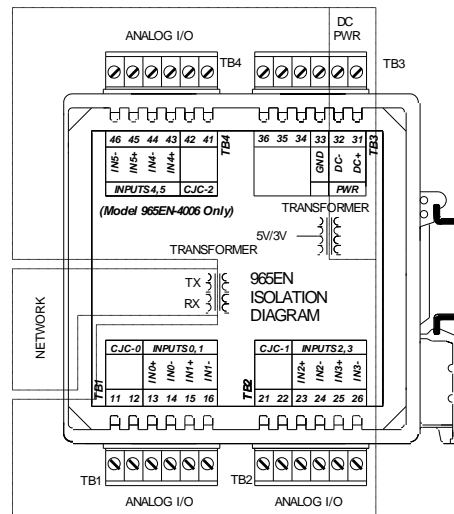 ANALOG I/O
DC
PWR
TB4
TB3
46 45 44 43 42 41
TB4
36 35 34 33 32 31
TB3
IN5- IN5+ IN4- IN4+
GND DC- DC+
INPUTS 4,5 CJC-2
PWR
(Model 965EN-4006 Only)
TRANSFORMER
5V/3V
TRANSFORMER
TX
RX
965EN
ISOLATION
DIAGRAM
NETWORK
CJC-0 INPUTS 0,1
CJC-1 INPUTS 2,3
IN0+ IN0- IN1+ IN1-
IN2+ IN2- IN3+ IN3-
TB1
11 12 13 14 15 16
TB2
21 22 23 24 25 26
TB1
TB2
ANALOG I/O
ANALOG I/O